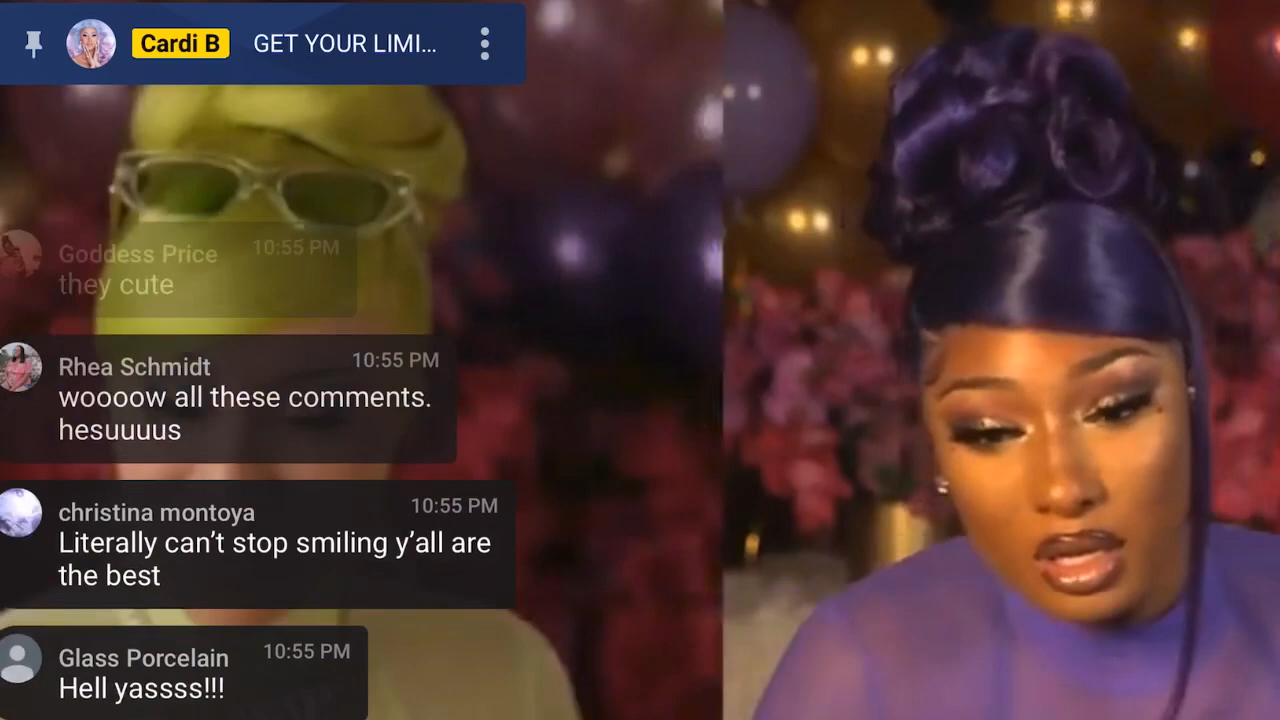 Cardi B GET YOUR LIMI...
Goddess Price 10:55 PM
they cute
Rhea Schmidt 10:55 PM
woooow all these comments.
hesuuuus
christina montoya 10:55 PM
Literally can’t stop smiling y’all are
the best
Glass Porcelain 10:55 PM
Hell yassss!!!